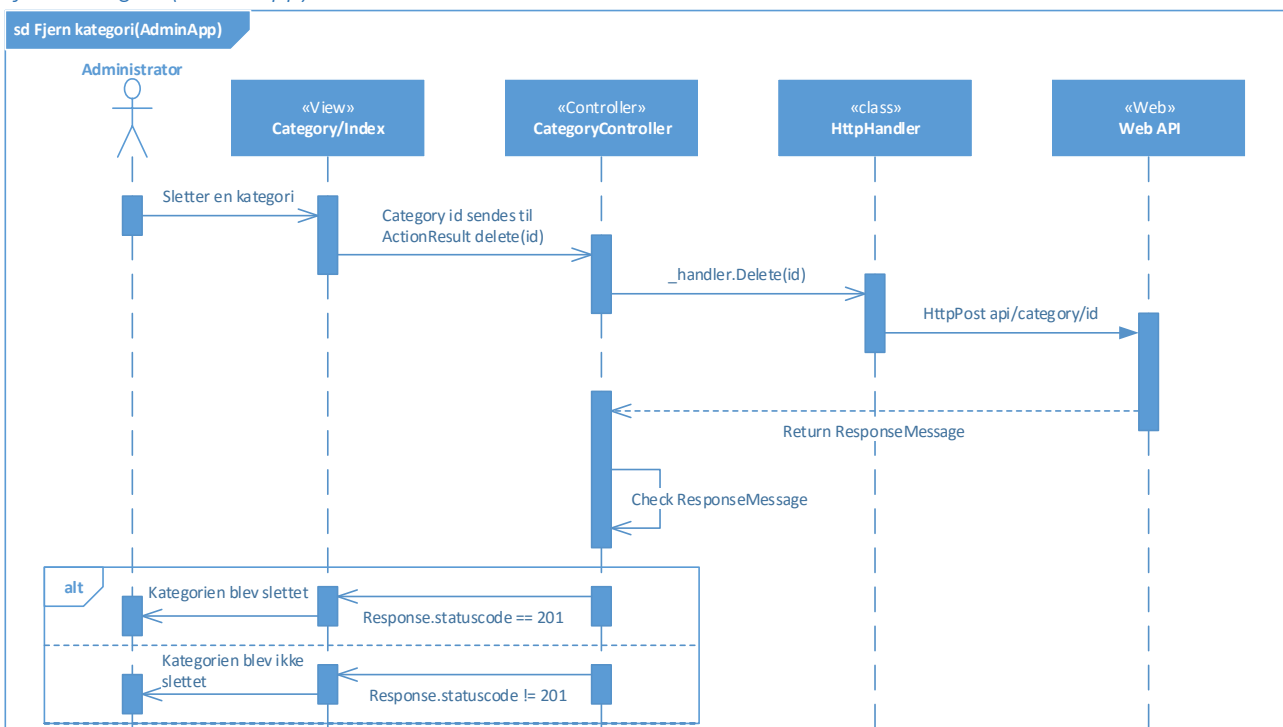 sd Fjern kategori(AdminApp)
Administrator
«View»
Category/Index
«Controller»
CategoryController
«class»
HttpHandler
«Web»
Web API
Sletter en kategori
Category id sendes til
ActionResult delete(id)
_handler.Delete(id)
HttpPost api/category/id
Return ResponseMessage
Check ResponseMessage
alt
Kategorien blev slettet
Response.statuscode == 201
Kategorien blev ikke
slettet
Response.statuscode != 201